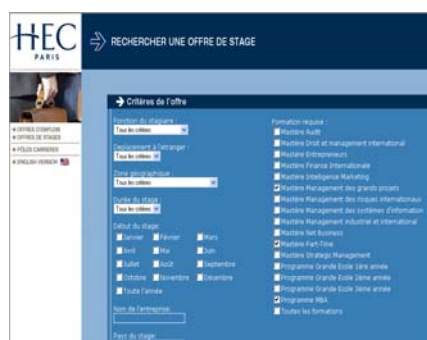 HEC
PARIS
RECHERCHER UNE OFFRE DE STAGE
OFFRES D'EMPLOIS
OFFRES DE STAGES
PÔLES CARRIERES
ENGLISH VERSION
Critères de l'offre
Fonction du stagiaire :
Tous les critères
Deplacement à l'etranger :
Tous les critères
Zone géographique :
Tous les critères
Durée du stage :
Tous les critères
Début du stage:
Janvier Février Mars
Avril Mai Juin
Juillet Août Septembre
Octobre Novembre Décembre
Toute l'année
Nom de l'entreprise:
Pays du stage:
Formation requise :
Mastère Audit
Mastère Droit et management international
Mastère Entrepreneurs
Mastère Finance Internationale
Mastère Intelligence Marketing
Mastère Management des grands projets
Mastère Management des risques internationaux
Mastère Management des systèmes d'information
Mastère Management industriel et international
Mastère Net Business
Mastère Part-Time
Mastère Strategic Management
Programme Grande Ecole 1ère année
Programme Grande Ecole 2ème année
Programme Grande Ecole 3ème année
Programme MBA
Toutes les formations